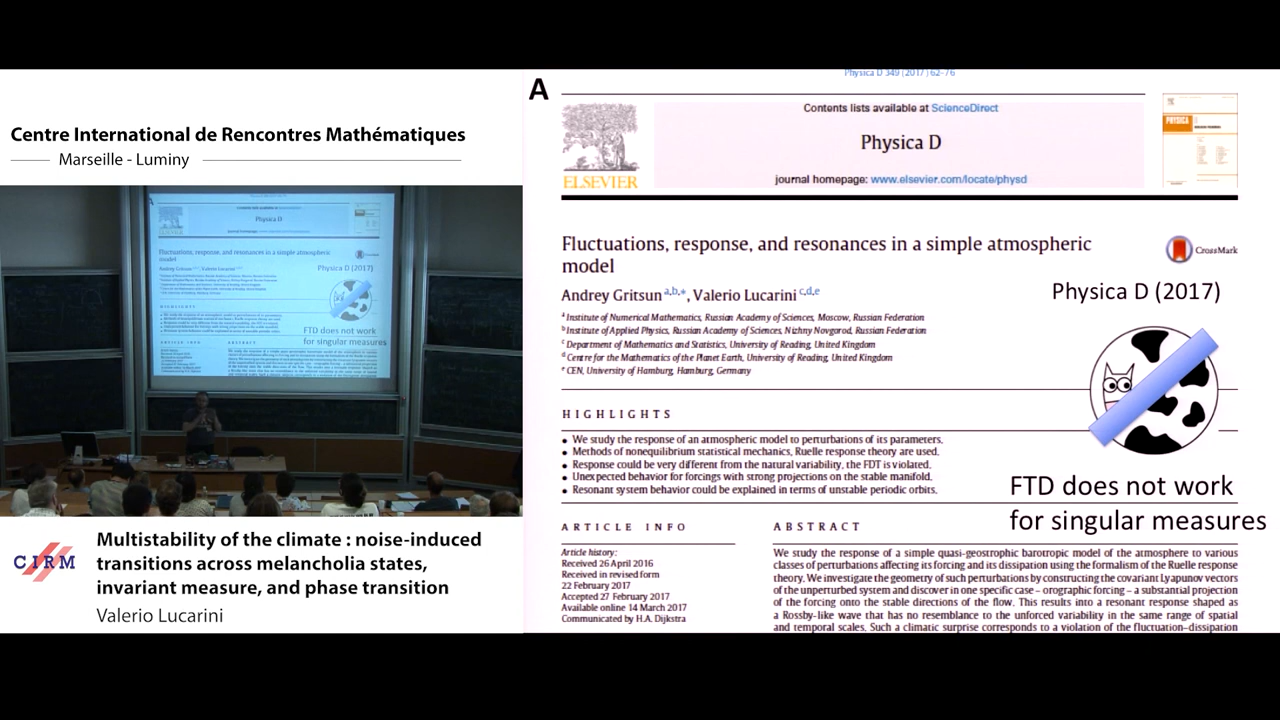 Centre International de Rencontres Mathématiques
Marseille - Luminy
Physica D (2017)
FTD does not work
for singular measures
CIRM
Multistability of the climate : noise-induced
transitions across melancholia states,
invariant measure, and phase transition
Valerio Lucarini
A
Physica D 349 (2017) 62-76
Contents lists available at ScienceDirect
Physica D
ELSEVIER
journal homepage: www.elsevier.com/locate/physd
PHYSICA
Fluctuations, response, and resonances in a simple atmospheric
model
CrossMark
Andrey Gritsun a,b,*, Valerio Lucarini c,d,e
Physica D (2017)
a Institute of Numerical Mathematics, Russian Academy of Sciences, Moscow, Russian Federation
b Institute of Applied Physics, Russian Academy of Sciences, Nizhny Novgorod, Russian Federation
c Department of Mathematics and Statistics, University of Reading, United Kingdom
d Centre for the Mathematics of the Planet Earth, University of Reading, United Kingdom
e CEN, University of Hamburg, Hamburg, Germany
HIGHLIGHTS
• We study the response of an atmospheric model to perturbations of its parameters.
• Methods of nonequilibrium statistical mechanics, Ruelle response theory are used.
• Response could be very different from the natural variability, the FDT is violated.
• Unexpected behavior for forcings with strong projections on the stable manifold.
• Resonant system behavior could be explained in terms of unstable periodic orbits.
FTD does not work
for singular measures
ARTICLE INFO
Article history:
Received 26 April 2016
Received in revised form
22 February 2017
Accepted 27 February 2017
Available online 14 March 2017
Communicated by H.A. Dijkstra
ABSTRACT
We study the response of a simple quasi-geostrophic barotropic model of the atmosphere to various
classes of perturbations affecting its forcing and its dissipation using the formalism of the Ruelle response
theory. We investigate the geometry of such perturbations by constructing the covariant Lyapunov vectors
of the unperturbed system and discover in one specific case – orographic forcing – a substantial projection
of the forcing onto the stable directions of the flow. This results into a resonant response shaped as
a Rossby-like wave that has no resemblance to the unforced variability in the same range of spatial
and temporal scales. Such a climatic surprise corresponds to a violation of the fluctuation–dissipation